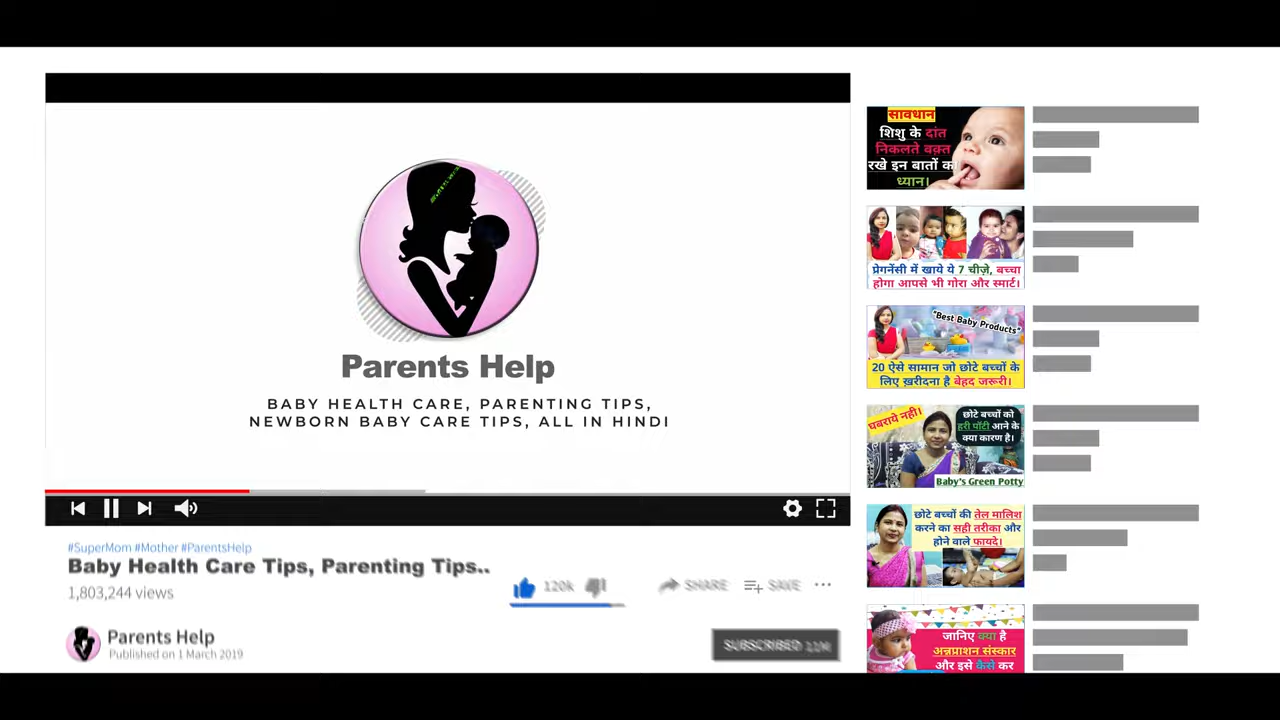 Parents Help
BABY HEALTH CARE, PARENTING TIPS,
NEWBORN BABY CARE TIPS, ALL IN HINDI
#SuperMom #Mother #ParentsHelp
Baby Health Care Tips, Parenting Tips..
1,803,244 views
120k
SHARE
SAVE
Parents Help
Published on 1 March 2019
SUBSCRIBED
सावधान
शिशु के दांत
निकलते वक़्त
रखे इन बातों का
ध्यान।
प्रेगनेंसी में खाये ये 7 चीज़े, बच्चा
होगा आपसे भी गोरा और स्मार्ट।
"Best Baby Products"
20 ऐसे सामान जो छोटे बच्चों के
लिए ख़रीदना है बेहद जरूरी।
घबराये नही।
छोटे बच्चों को
हरी पॉटी आने के
क्या कारण है।
Baby's Green Potty
छोटे बच्चों की तेल मालिश
करने का सही तरीका और
होने वाले फायदे।
जानिए क्या है
अन्नप्राशन संस्कार
और इसे कैसे कर